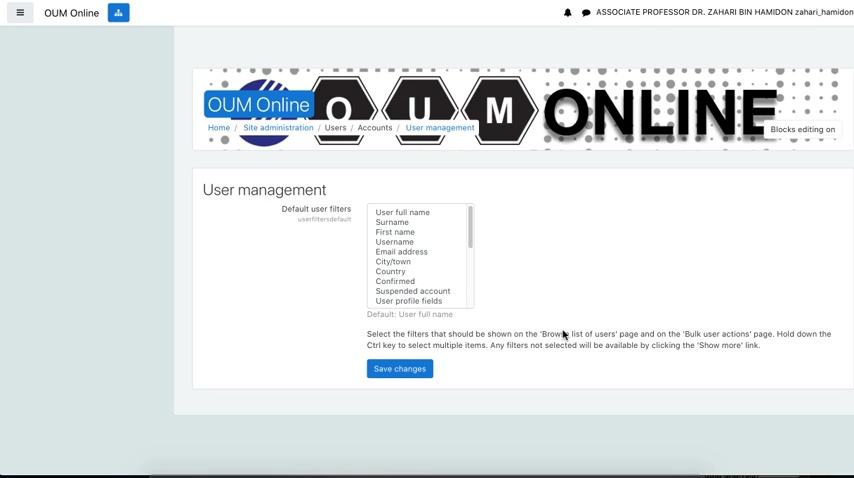 OUM Online
ASSOCIATE PROFESSOR DR. ZAHARI BIN HAMIDON zahari_hamidon
OUM ONLINE
OUM Online
Home / Site administration / Users / Accounts / User management
Blocks editing on
User management
Default user filters
userfiltersdefault
User full name
Surname
First name
Username
Email address
City/town
Country
Confirmed
Suspended account
User profile fields
Default: User full name
Select the filters that should be shown on the 'Browse list of users' page and on the 'Bulk user actions' page. Hold down the
Ctrl key to select multiple items. Any filters not selected will be available by clicking the 'Show more' link.
Save changes